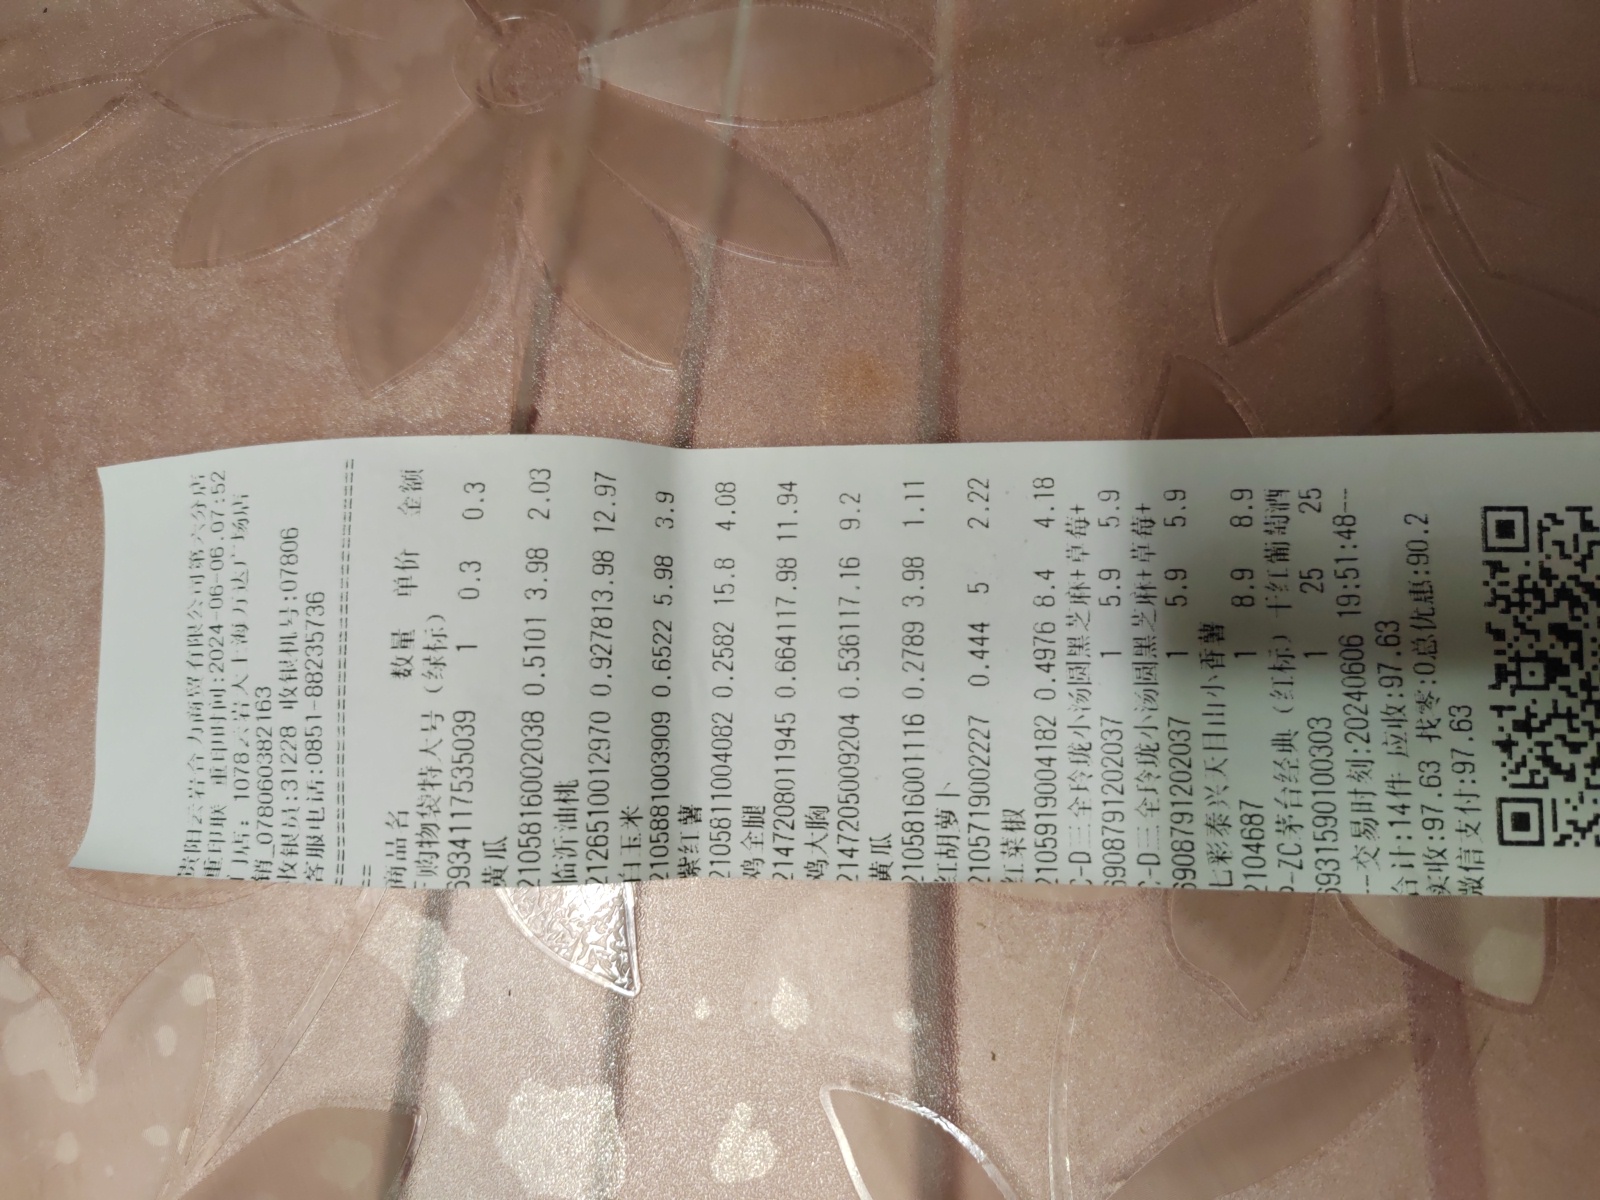 贵阳云岩合力商贸有限公司第六分店
重印联 重印时间:2024-06-06.07:52
门店: 1078云岩大上海万达广场店
销_078060382163
收银员:31228 收银机号:07806
客服电话:0851-88235736
商品名 数量 单价 金额
购物袋特大号(绿标)
6934117535039 1 0.3 0.3
黄瓜
2105816002038 0.5101 3.98 2.03
临沂油桃
2126510012970 0.927813.98 12.97
白玉米
2105881003909 0.6522 5.98 3.9
紫红薯
2105811004082 0.2582 15.8 4.08
鸡全腿
2147208011945 0.664117.98 11.94
鸡大胸
2147205009204 0.536117.16 9.2
黄瓜
2105816001116 0.2789 3.98 1.11
红胡萝卜
2105719002227 0.444 5 2.22
红菜椒
2105919004182 0.4976 8.4 4.18
C-D三全玲珑小汤圆黑芝麻+草莓+
6908791202037 1 5.9 5.9
C-D三全玲珑小汤圆黑芝麻+草莓+
6908791202037 1 5.9 5.9
七彩泰兴天目山小香薯
2104687 1 8.9 8.9
P-ZC茅台经典(红标)干红葡萄酒
6931590100303 1 25 25
--交易时刻:20240606 19:51:48---
合计:14件 应收:97.63
实收:97.63 找零:0总优惠:90.2
微信支付:97.63